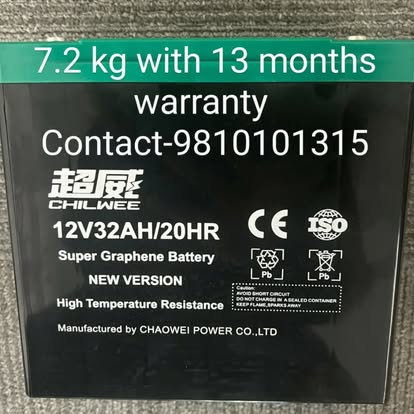 7.2 kg with 13 months
warranty
Contact-9810101315
超威
CHILWEE
12V32AH/20HR
CE
ISO
Super Graphene Battery
NEW VERSION
Pb
Pb
High Temperature Resistance
Caution:
AVOID SHORT CIRCUIT
DO NOT CHARGE IN A SEALED CONTAINER
KEEP FLAME,SPARKS AWAY
Manufactured by CHAOWEI POWER CO.,LTD